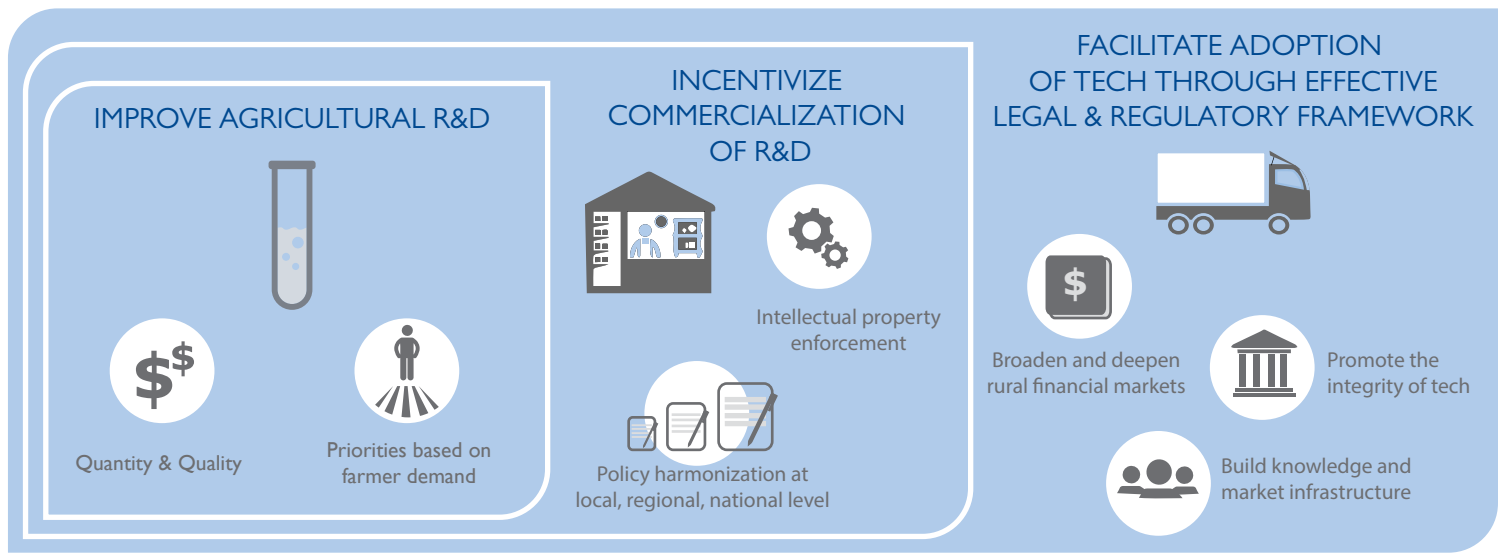 IMPROVE AGRICULTURAL R&D
Quantity & Quality
Priorities based on
farmer demand
INCENTIVIZE
COMMERCIALIZATION
OF R&D
Intellectual property
enforcement
Policy harmonization at
local, regional, national level
FACILITATE ADOPTION
OF TECH THROUGH EFFECTIVE
LEGAL & REGULATORY FRAMEWORK
$
Broaden and deepen
rural financial markets
Promote the
integrity of tech
Build knowledge and
market infrastructure